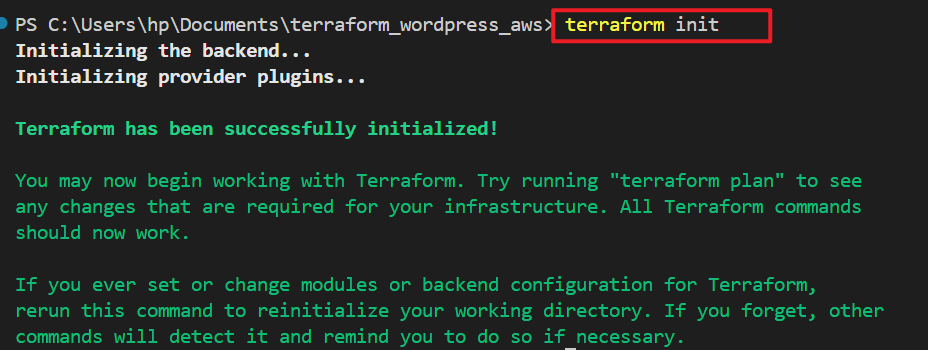 PS C:\Users\hp\Documents\terraform_wordpress_aws> terraform init
Initializing the backend...
Initializing provider plugins...
Terraform has been successfully initialized!
You may now begin working with Terraform. Try running "terraform plan" to see
any changes that are required for your infrastructure. All Terraform commands
should now work.
If you ever set or change modules or backend configuration for Terraform,
rerun this command to reinitialize your working directory. If you forget, other
commands will detect it and remind you to do so if necessary.